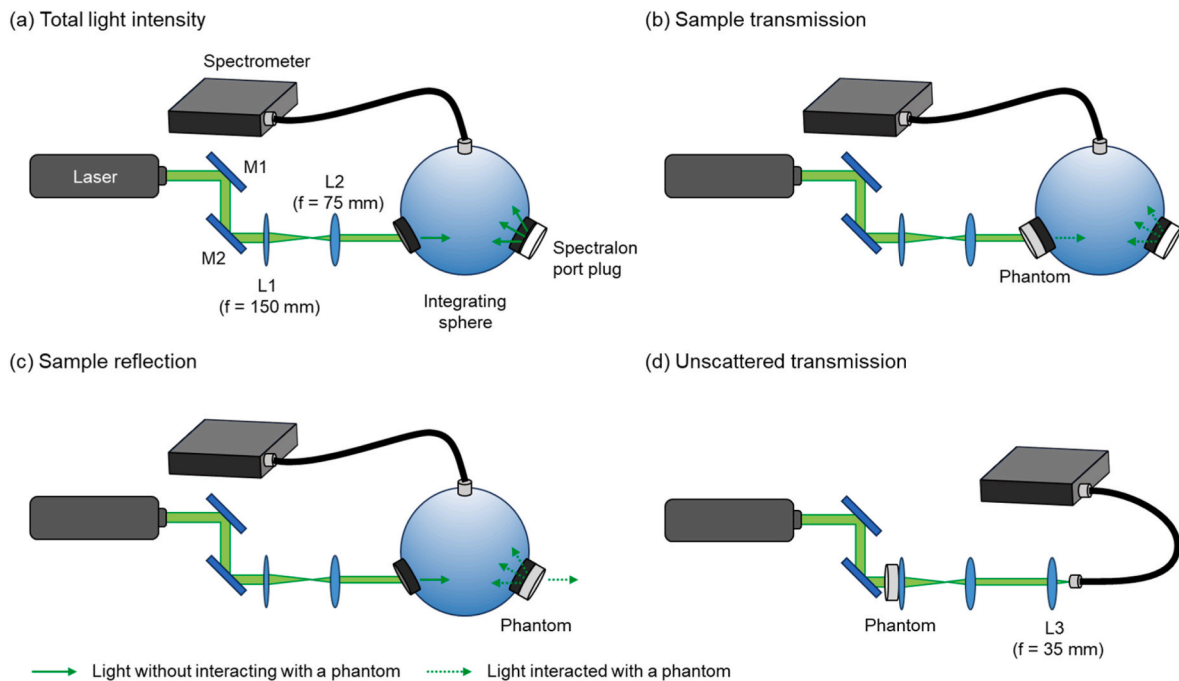 (a) Total light intensity
(b) Sample transmission
Spectrometer
Laser
M1
L2
(f = 75 mm)
M2
L1
(f = 150 mm)
Spectralon
port plug
Integrating
sphere
Phantom
(c) Sample reflection
(d) Unscattered transmission
Phantom
Phantom
L3
(f = 35 mm)
Light without interacting with a phantom
Light interacted with a phantom